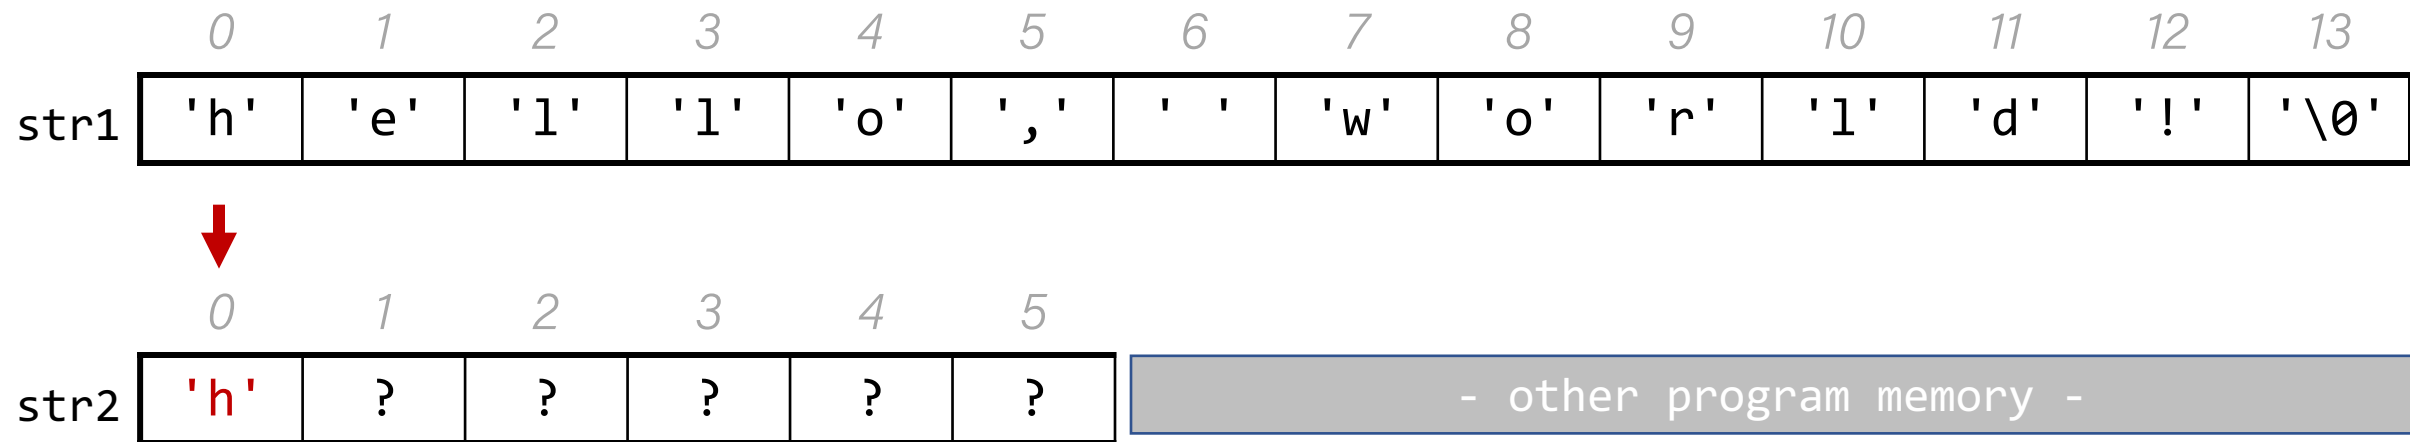 0 1 2 3 4 5 6 7 8 9 10 11 12 13
str1 'h' 'e' 'l' 'l' 'o' ',' ' ' 'w' 'o' 'r' 'l' 'd' '!' '\0'
0 1 2 3 4 5
str2 'h' ? ? ? ? ? - other program memory -